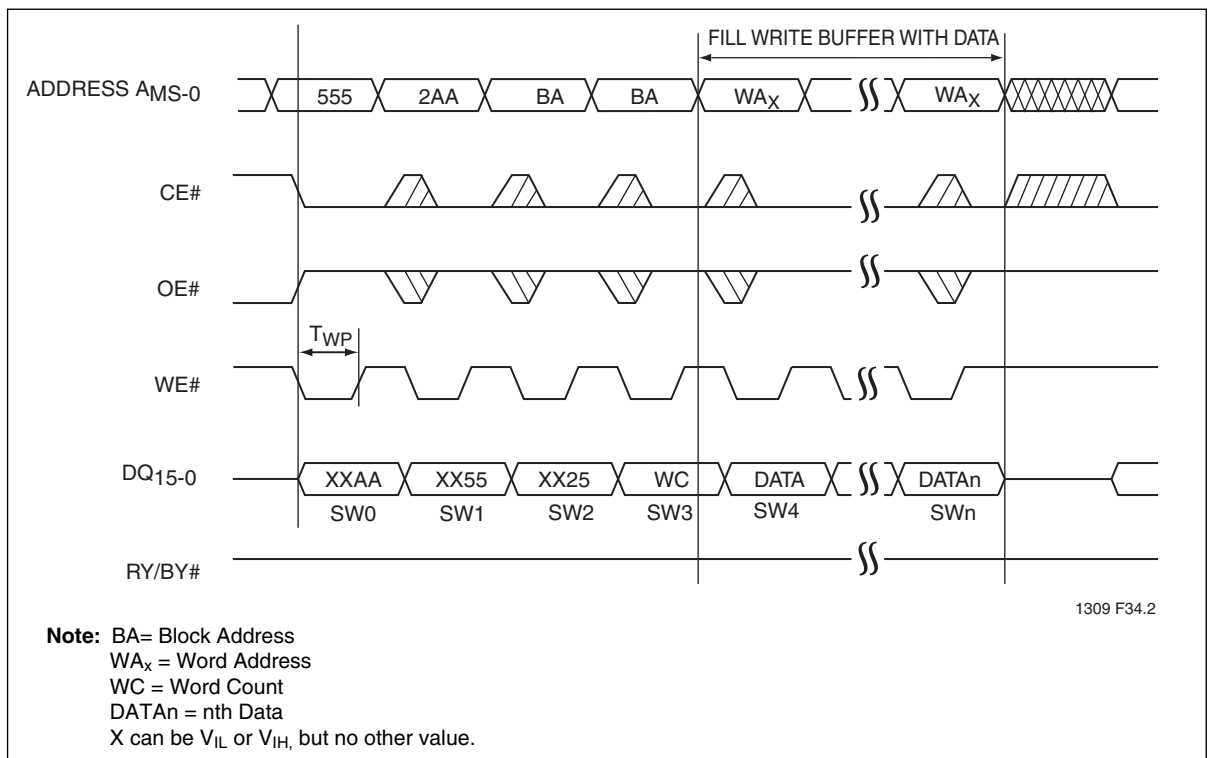 FILL WRITE BUFFER WITH DATA
ADDRESS AMS-0
555 2AA BA BA WAX WAX
CE#
OE#
TWP
WE#
DQ15-0
XXAA XX55 XX25 WC DATA DATAn
SW0 SW1 SW2 SW3 SW4 SWn
RY/BY#
1309 F34.2
Note: BA= Block Address
WAx = Word Address
WC = Word Count
DATAn = nth Data
X can be VIL or VIH, but no other value.